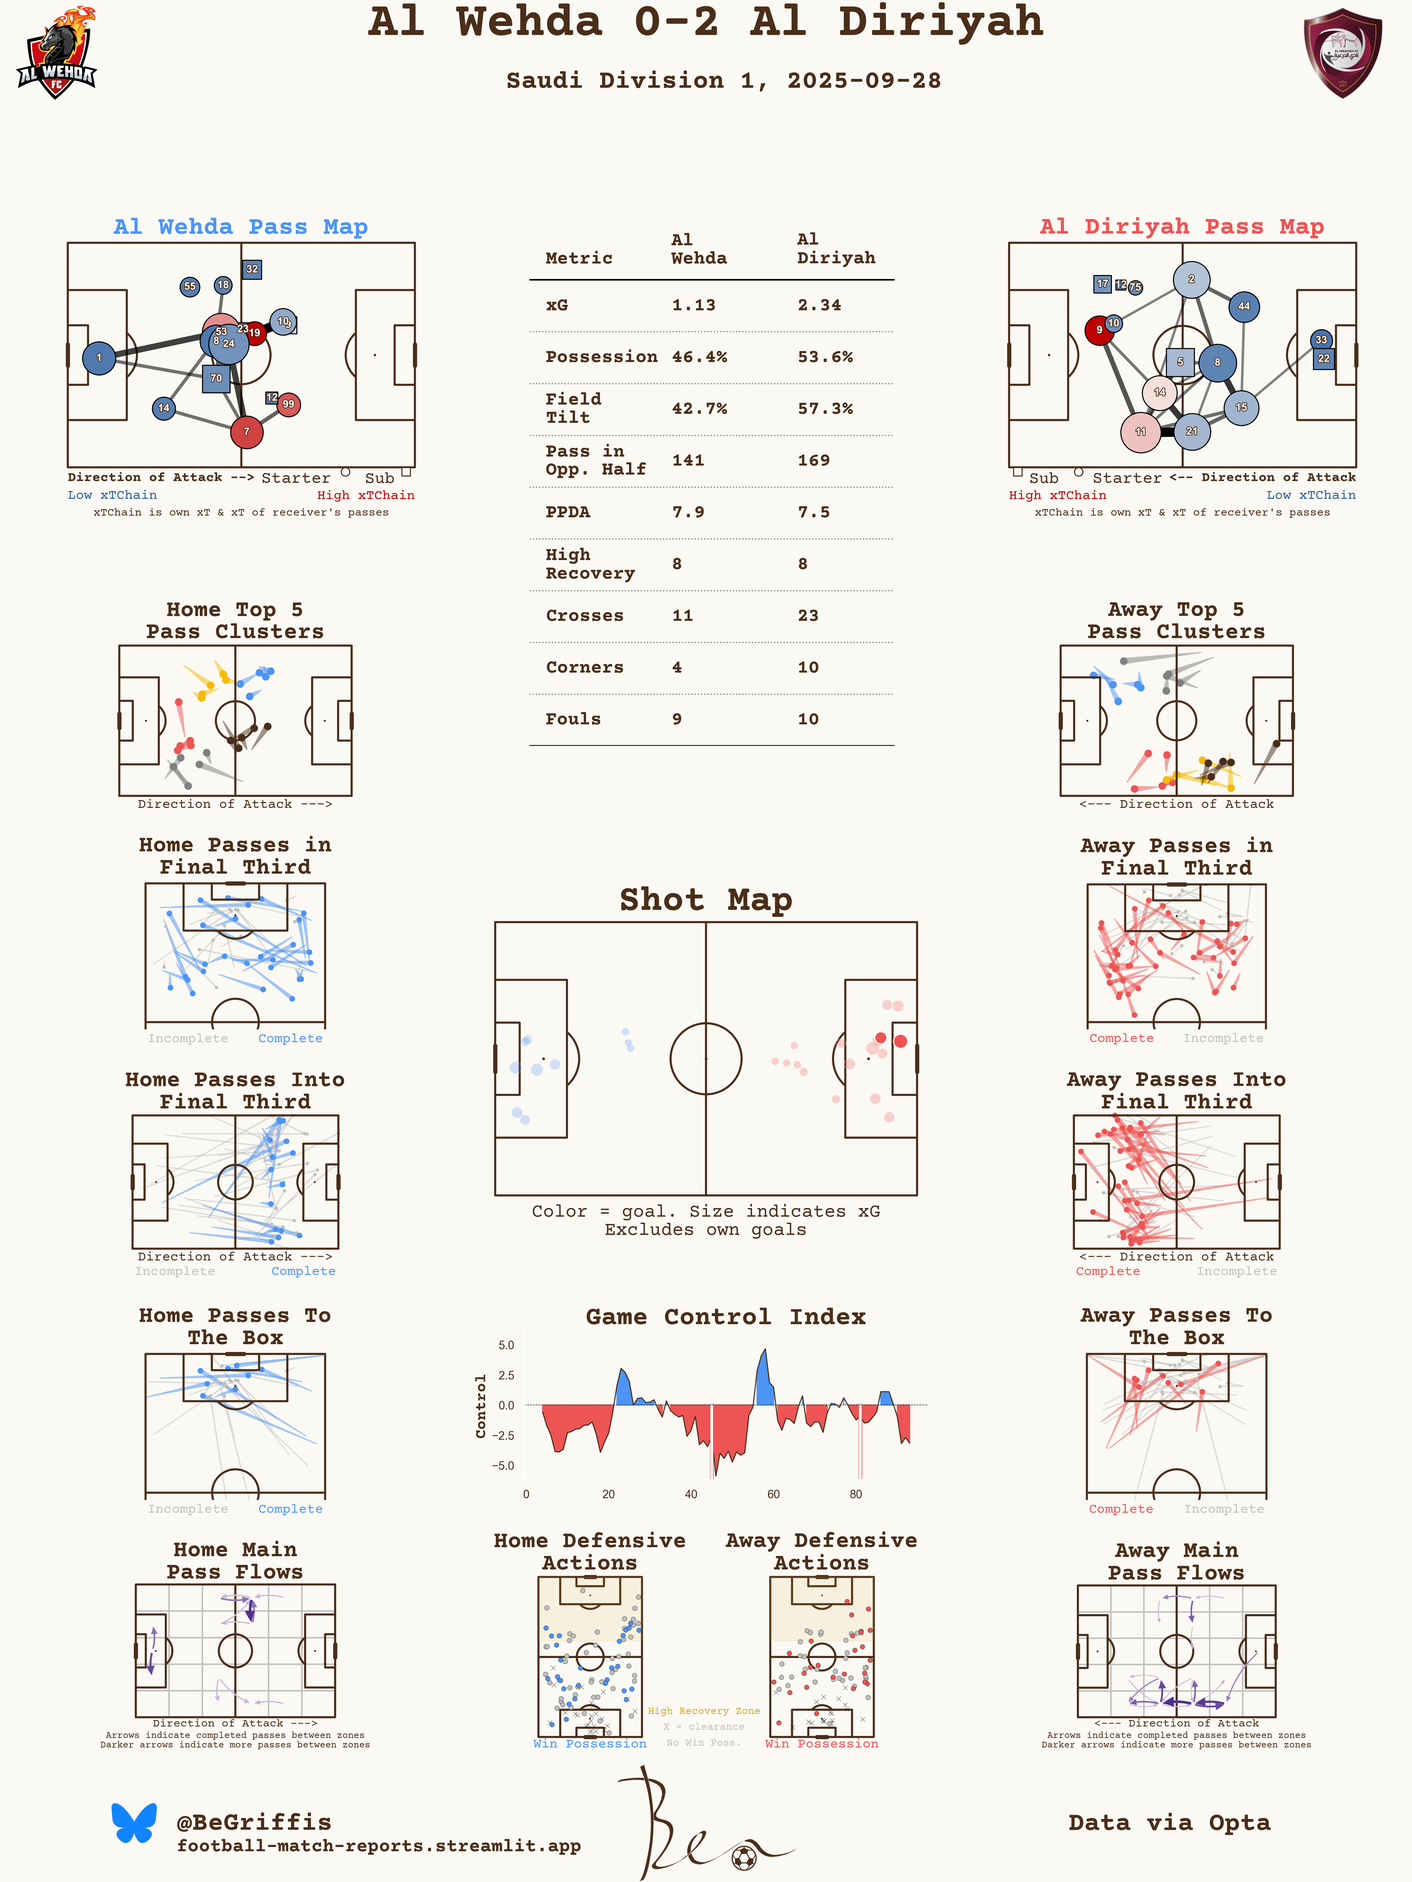 Al Wehda 0-2 Al Diriyah
Saudi Division 1, 2025-09-28
AL WEHDA
FC
Al Wehda Pass Map
32
55
18
10
9
53
23
19
8
24
1
70
12
99
14
7
Direction of Attack --> Starter Sub
Low xTChain High xTChain
xTChain is own xT & xT of receiver's passes
Metric Al Wehda Al Diriyah
xG 1.13 2.34
Possession 46.4% 53.6%
Field Tilt 42.7% 57.3%
Pass in Opp. Half 141 169
PPDA 7.9 7.5
High Recovery 8 8
Crosses 11 23
Corners 4 10
Fouls 9 10
Al Diriyah Pass Map
17
12
75
2
44
10
9
33
22
5
8
14
15
11
21
Sub Starter <-- Direction of Attack
High xTChain Low xTChain
xTChain is own xT & xT of receiver's passes
Home Top 5
Pass Clusters
Direction of Attack --->
Away Top 5
Pass Clusters
<--- Direction of Attack
Home Passes in
Final Third
Incomplete Complete
Away Passes in
Final Third
Complete Incomplete
Shot Map
Color = goal. Size indicates xG
Excludes own goals
Home Passes Into
Final Third
Direction of Attack --->
Incomplete Complete
Away Passes Into
Final Third
<--- Direction of Attack
Complete Incomplete
Home Passes To
The Box
Incomplete Complete
Game Control Index
Control
5.0
2.5
0.0
−2.5
−5.0
0 20 40 60 80
Away Passes To
The Box
Complete Incomplete
Home Main
Pass Flows
Direction of Attack --->
Arrows indicate completed passes between zones
Darker arrows indicate more passes between zones
Home Defensive
Actions
Win Possession
High Recovery Zone
X = clearance
No Win Poss.
Away Defensive
Actions
Win Possession
Away Main
Pass Flows
<--- Direction of Attack
Arrows indicate completed passes between zones
Darker arrows indicate more passes between zones
@BeGriffis
football-match-reports.streamlit.app
Ben
Data via Opta